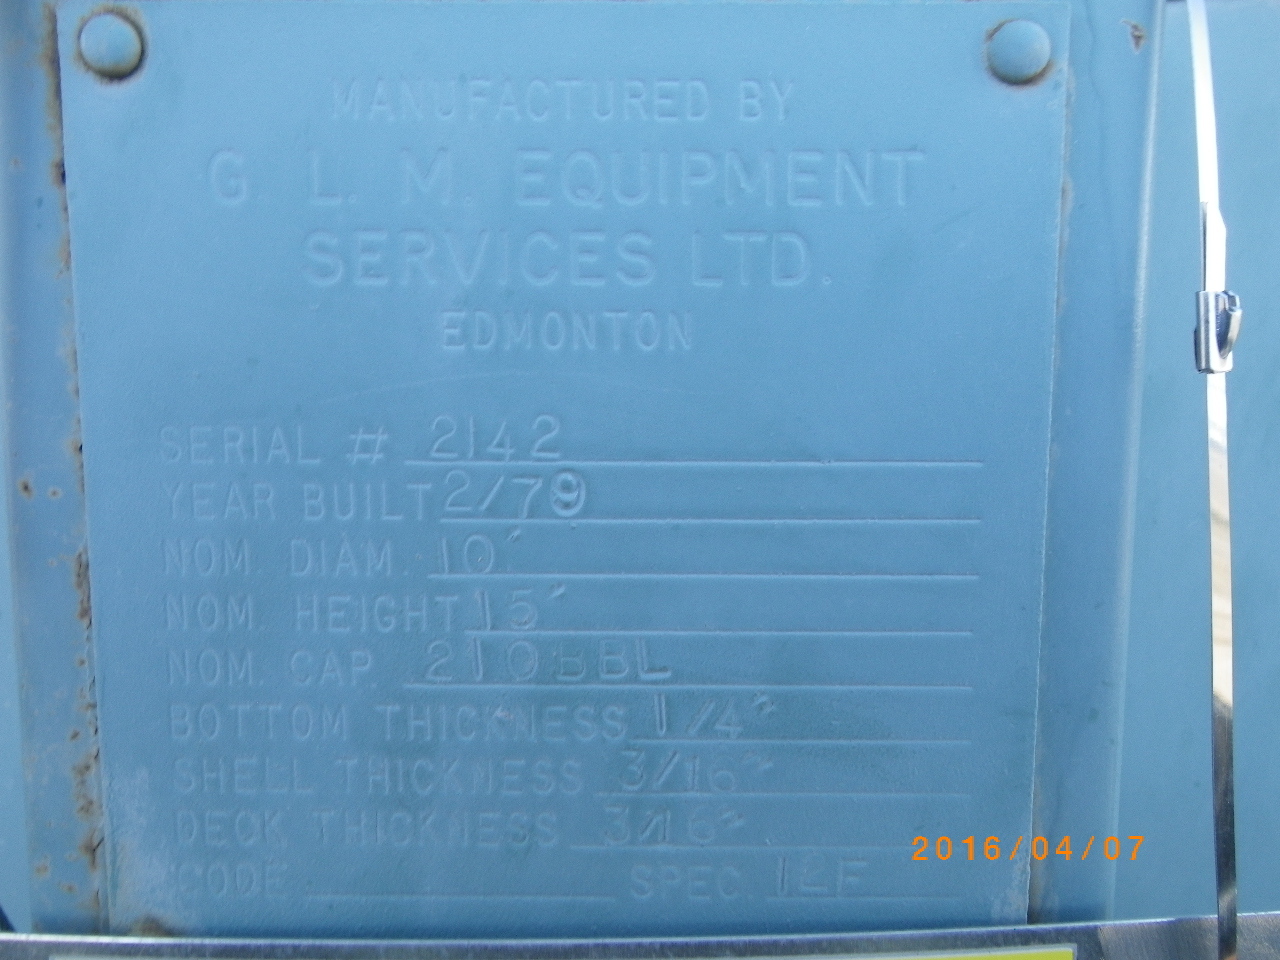 MANUFACTURED BY
G. L. M. EQUIPMENT
SERVICES LTD.
EDMONTON
SERIAL # 2142
YEAR BUILT 2/79
NOM. DIAM. 10'
NOM. HEIGHT 15'
NOM. CAP. 210BBL
BOTTOM THICKNESS 1/4"
SHELL THICKNESS 3/16"
DECK THICKNESS 3/16"
CODE SPEC. 12F
2016/04/07